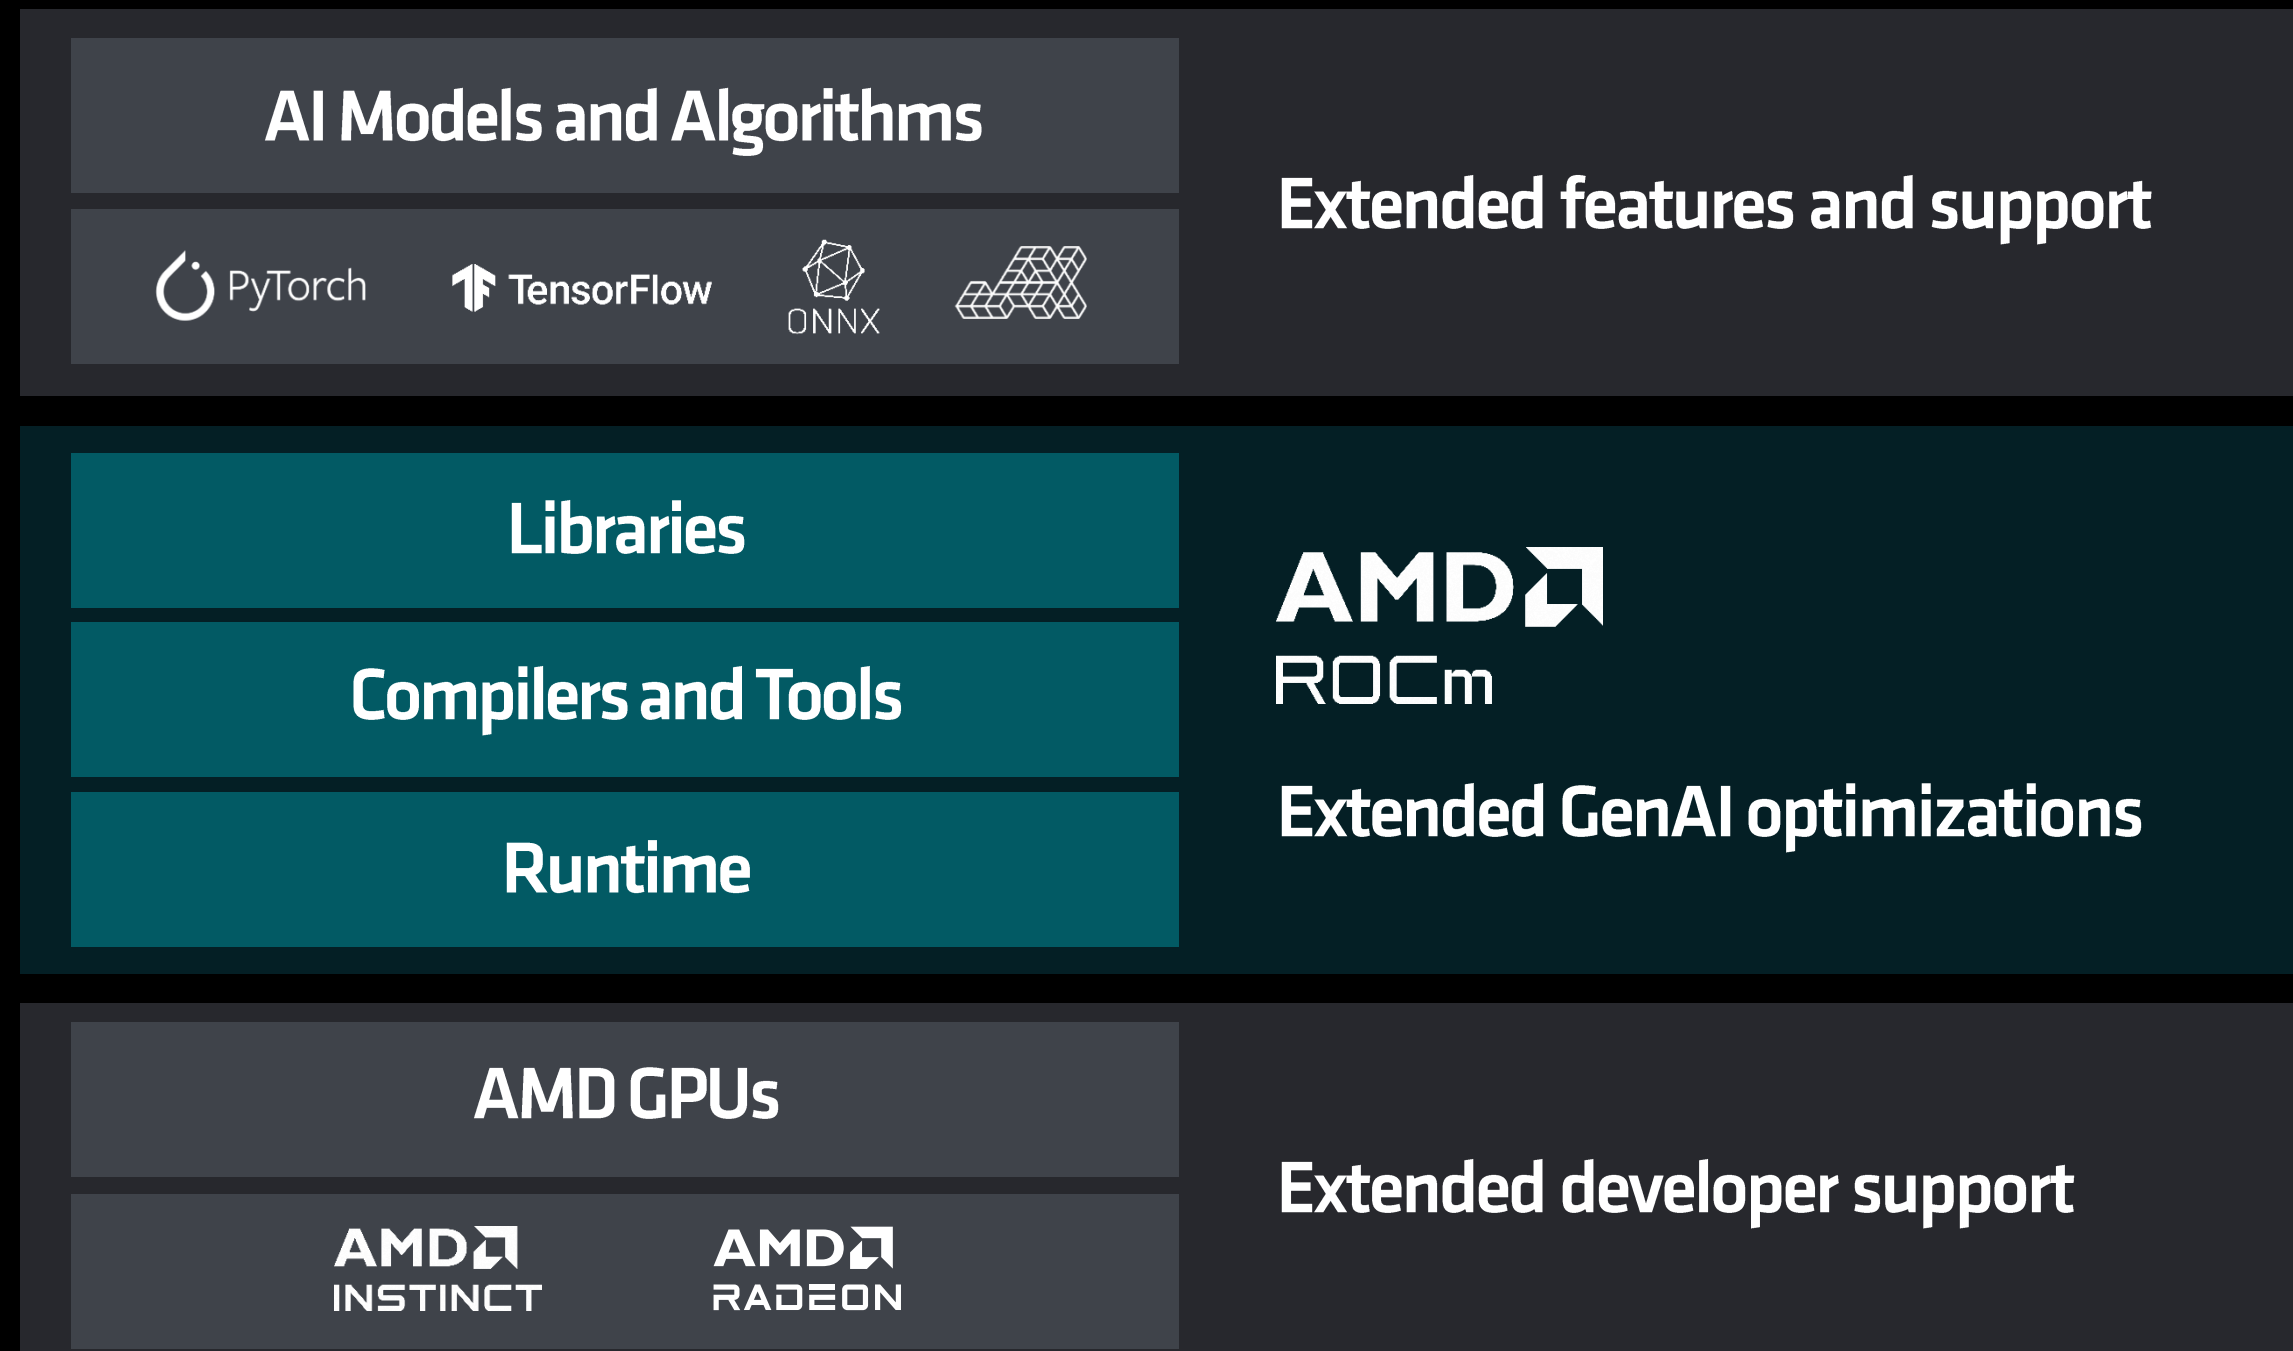 AI Models and Algorithms
PyTorch
TensorFlow
ONNX
JAX
Extended features and support
Libraries
Compilers and Tools
Runtime
AMD
ROCm
Extended GenAI optimizations
AMD GPUs
AMD
INSTINCT
AMD
RADEON
Extended developer support